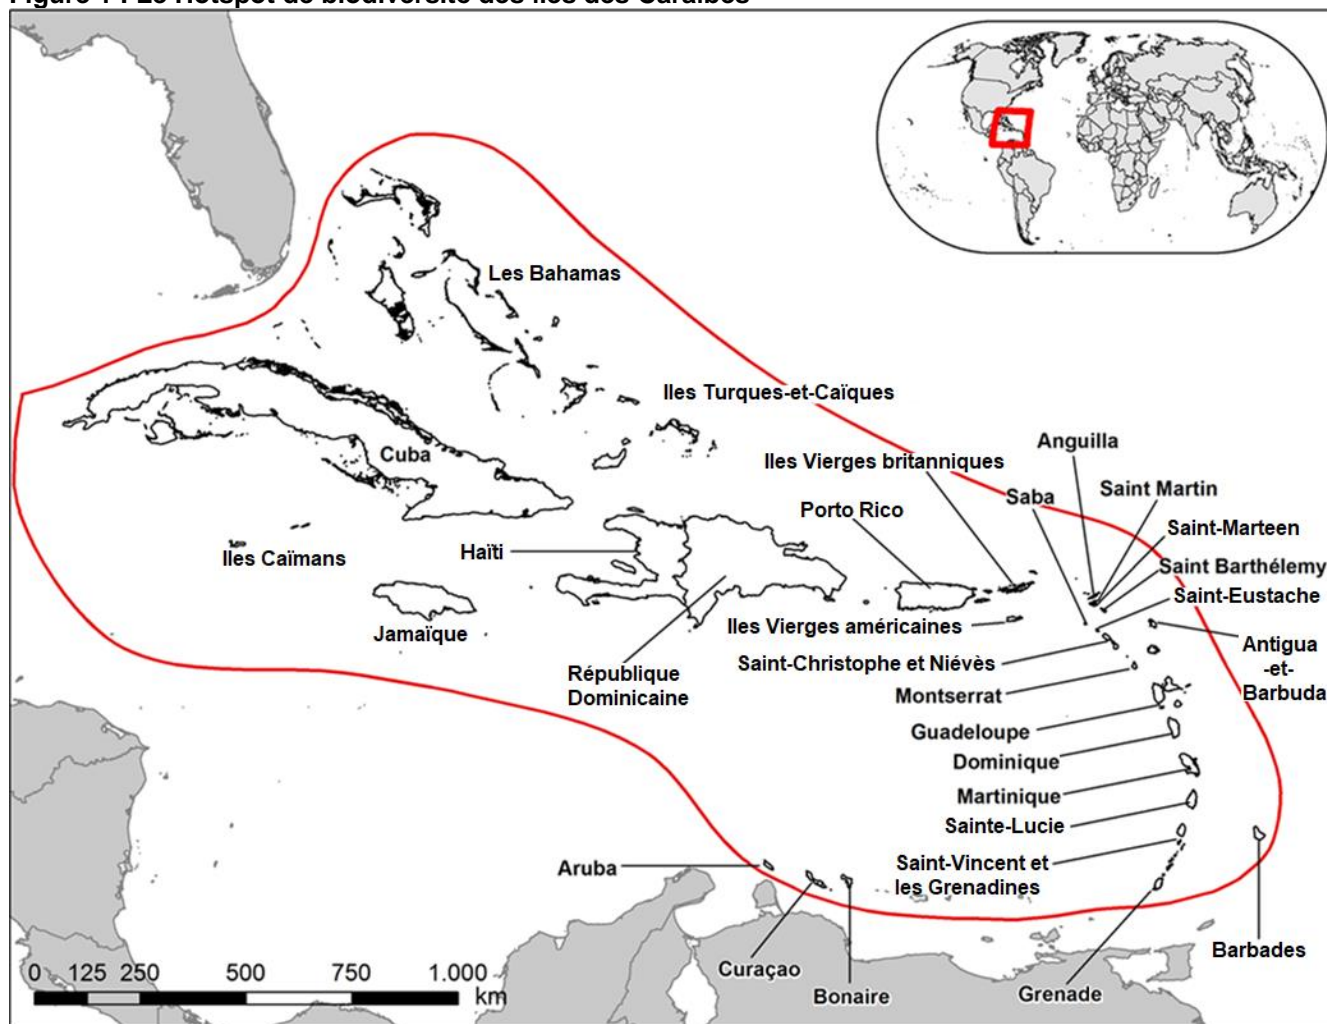 Figure 1 : Le Hotspot de biodiversité des îles des Caraïbes
Les Bahamas
Iles Turques-et-Caïques
Anguilla
Cuba
Iles Vierges britanniques
Saba
Saint Martin
Porto Rico
Saint-Marteen
Iles Caïmans
Haïti
Saint Barthélemy
Saint-Eustache
Jamaïque
Iles Vierges américaines
Antigua
-et-
Barbuda
République
Dominicaine
Saint-Christophe et Niévès
Montserrat
Guadeloupe
Dominique
Martinique
Sainte-Lucie
Aruba
Saint-Vincent et
les Grenadines
Barbades
Curaçao
Bonaire
Grenade
0 125 250 500 750 1.000
km